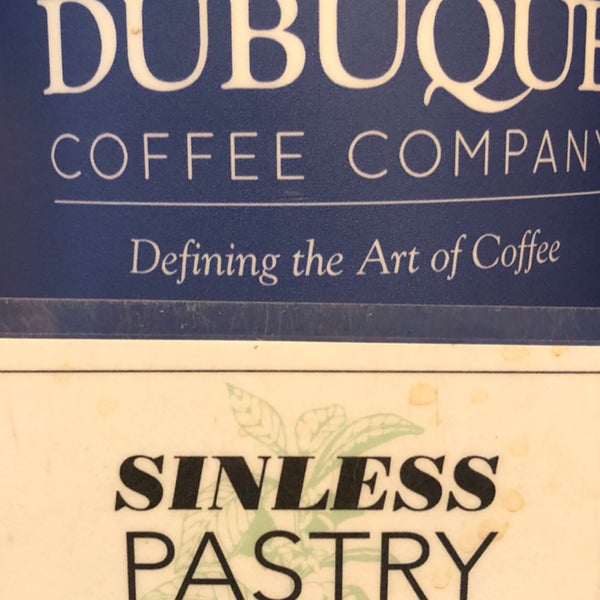 DUBUQUE
COFFEE COMPANY
Defining the Art of Coffee
SINLESS
PASTRY